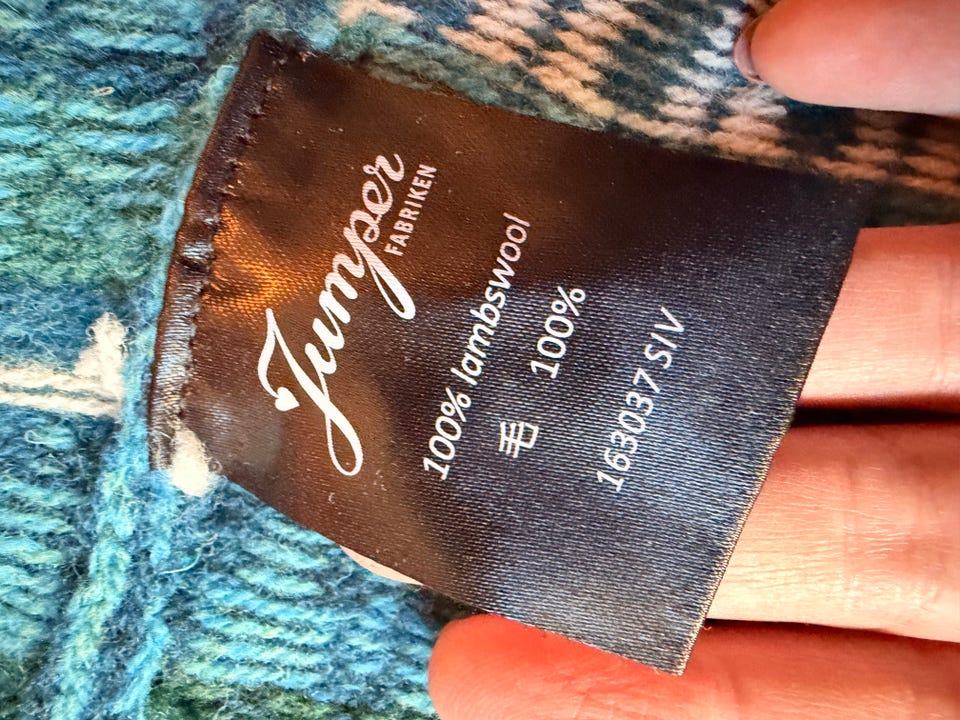 Jumper
FABRIKEN
100% lambswool
毛 100%
163037 SIV